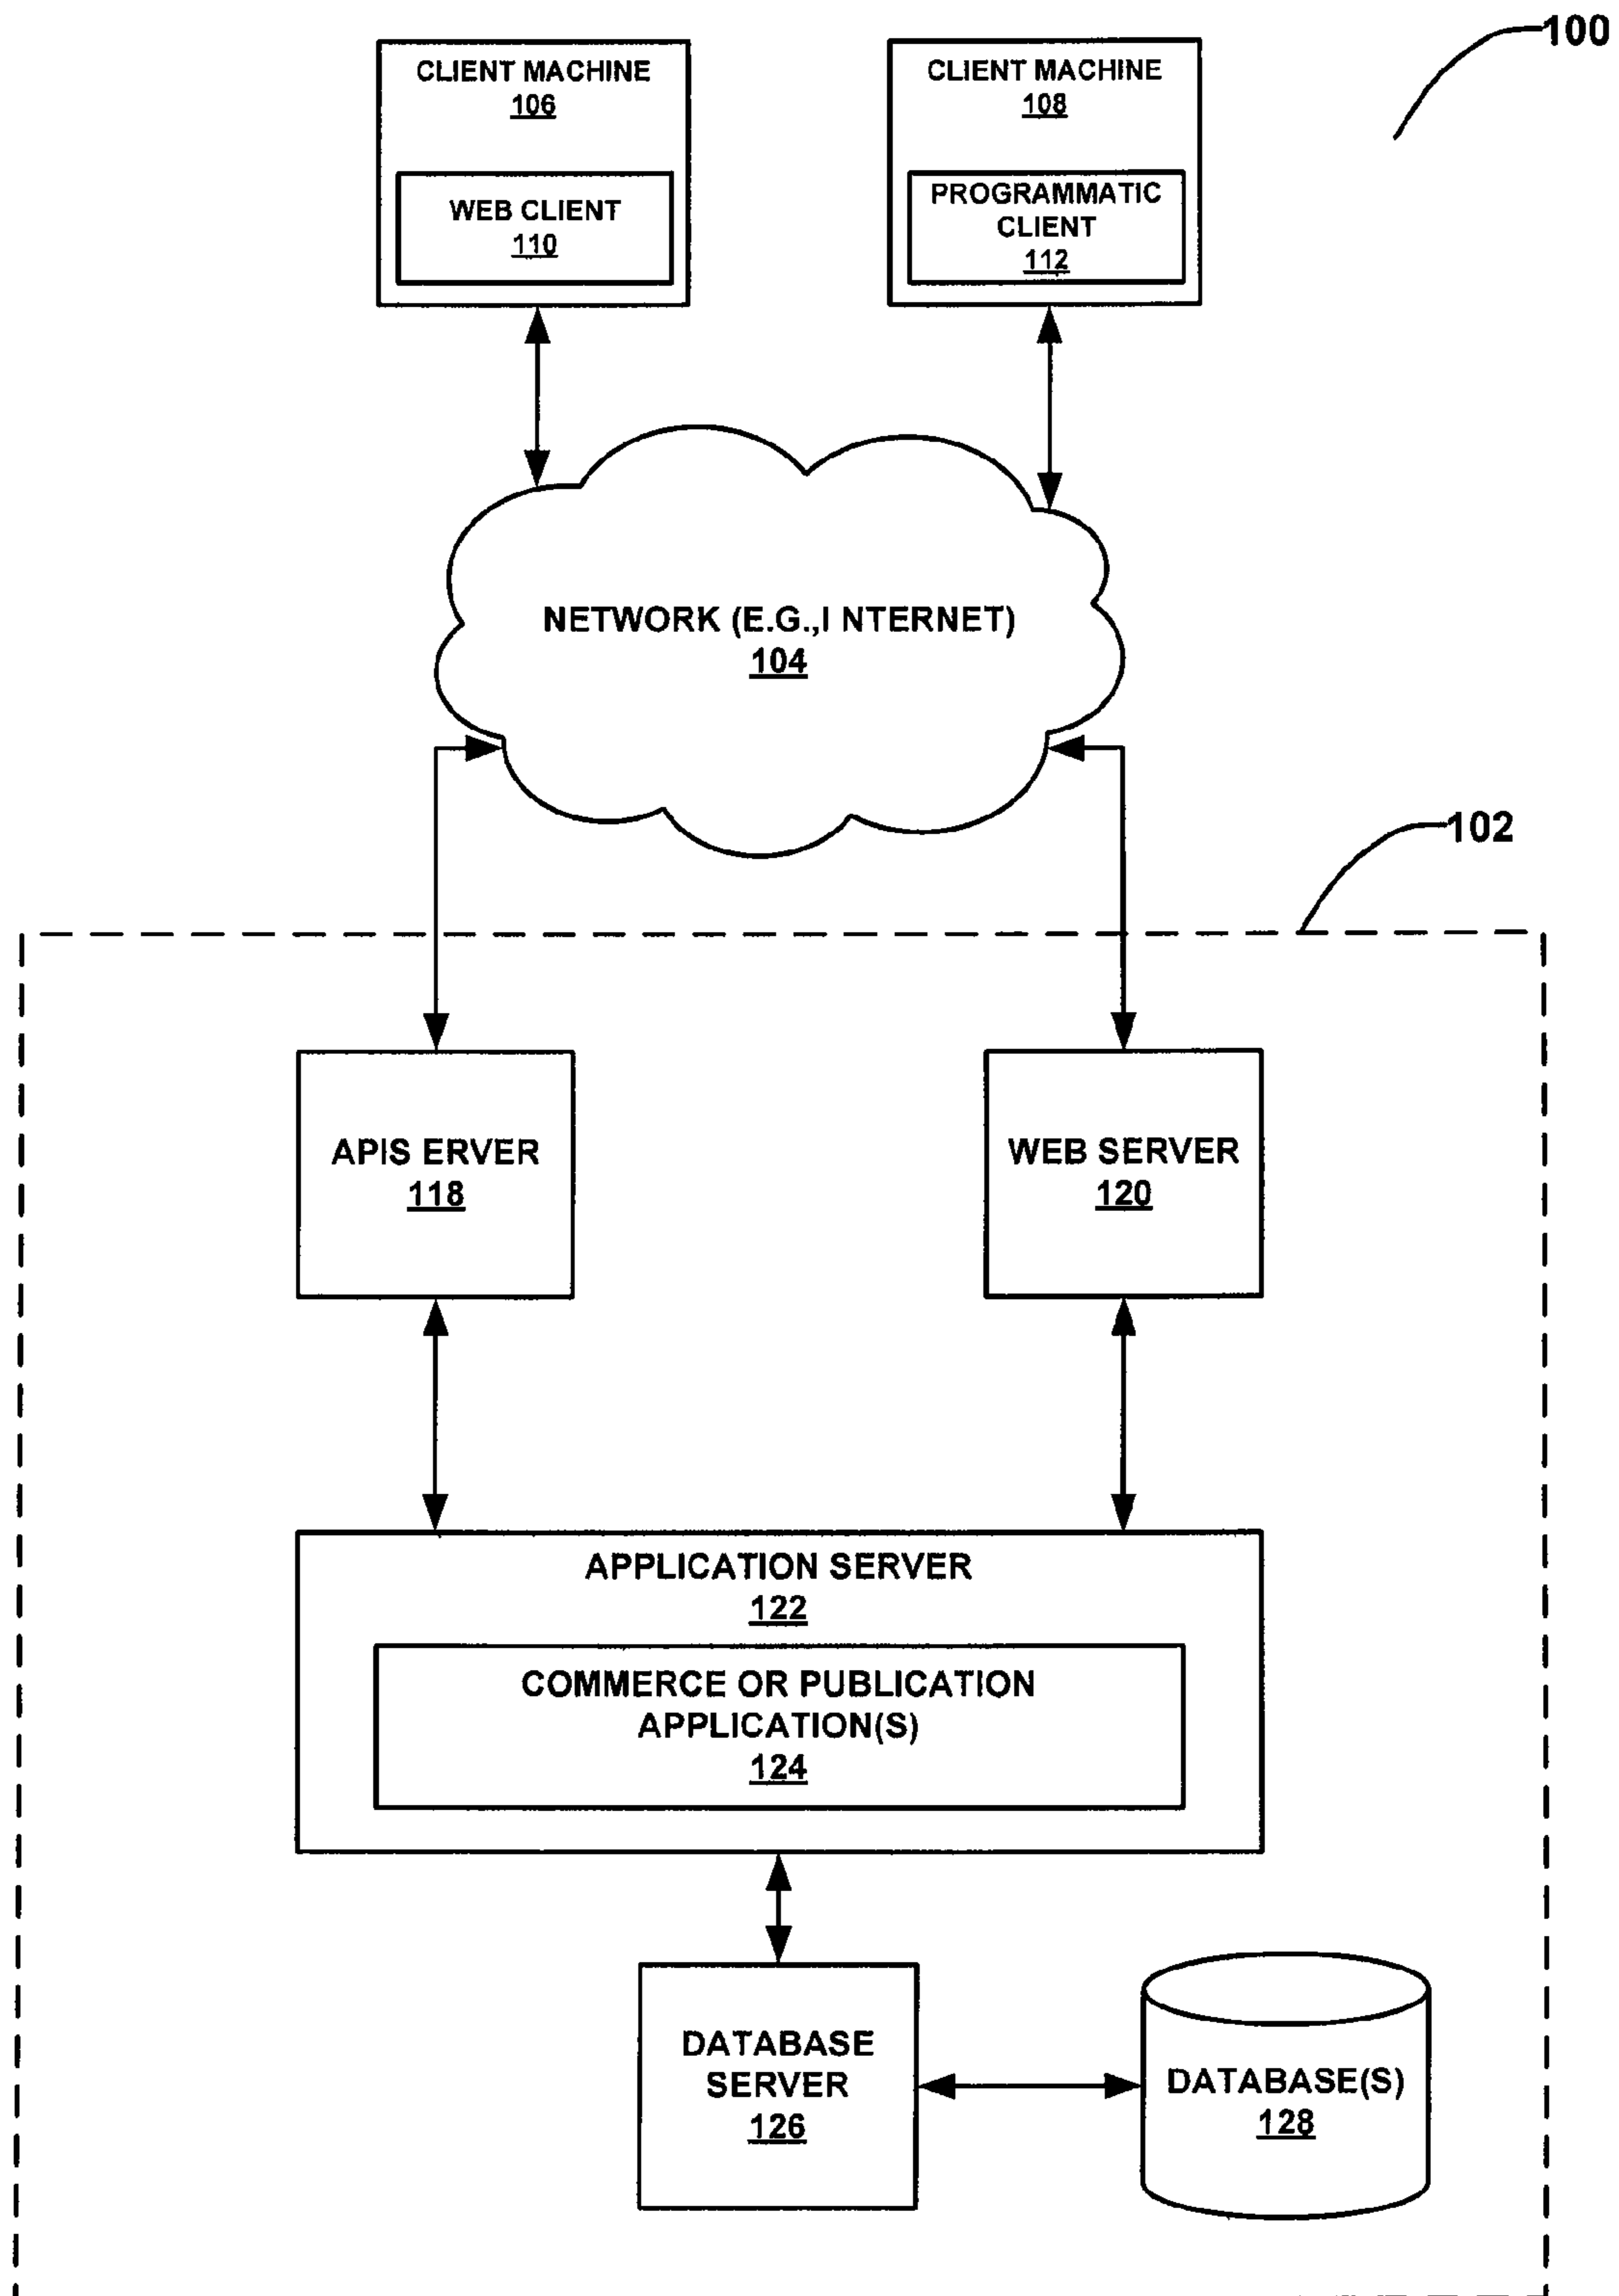 100
CLIENT MACHINE
106
WEB CLIENT
110
CLIENT MACHINE
108
PROGRAMMATIC
CLIENT
112
NETWORK (E.G.,I NTERNET)
104
102
APIS ERVER
118
WEB SERVER
120
APPLICATION SERVER
122
COMMERCE OR PUBLICATION
APPLICATION(S)
124
DATABASE
SERVER
126
DATABASE(S)
128